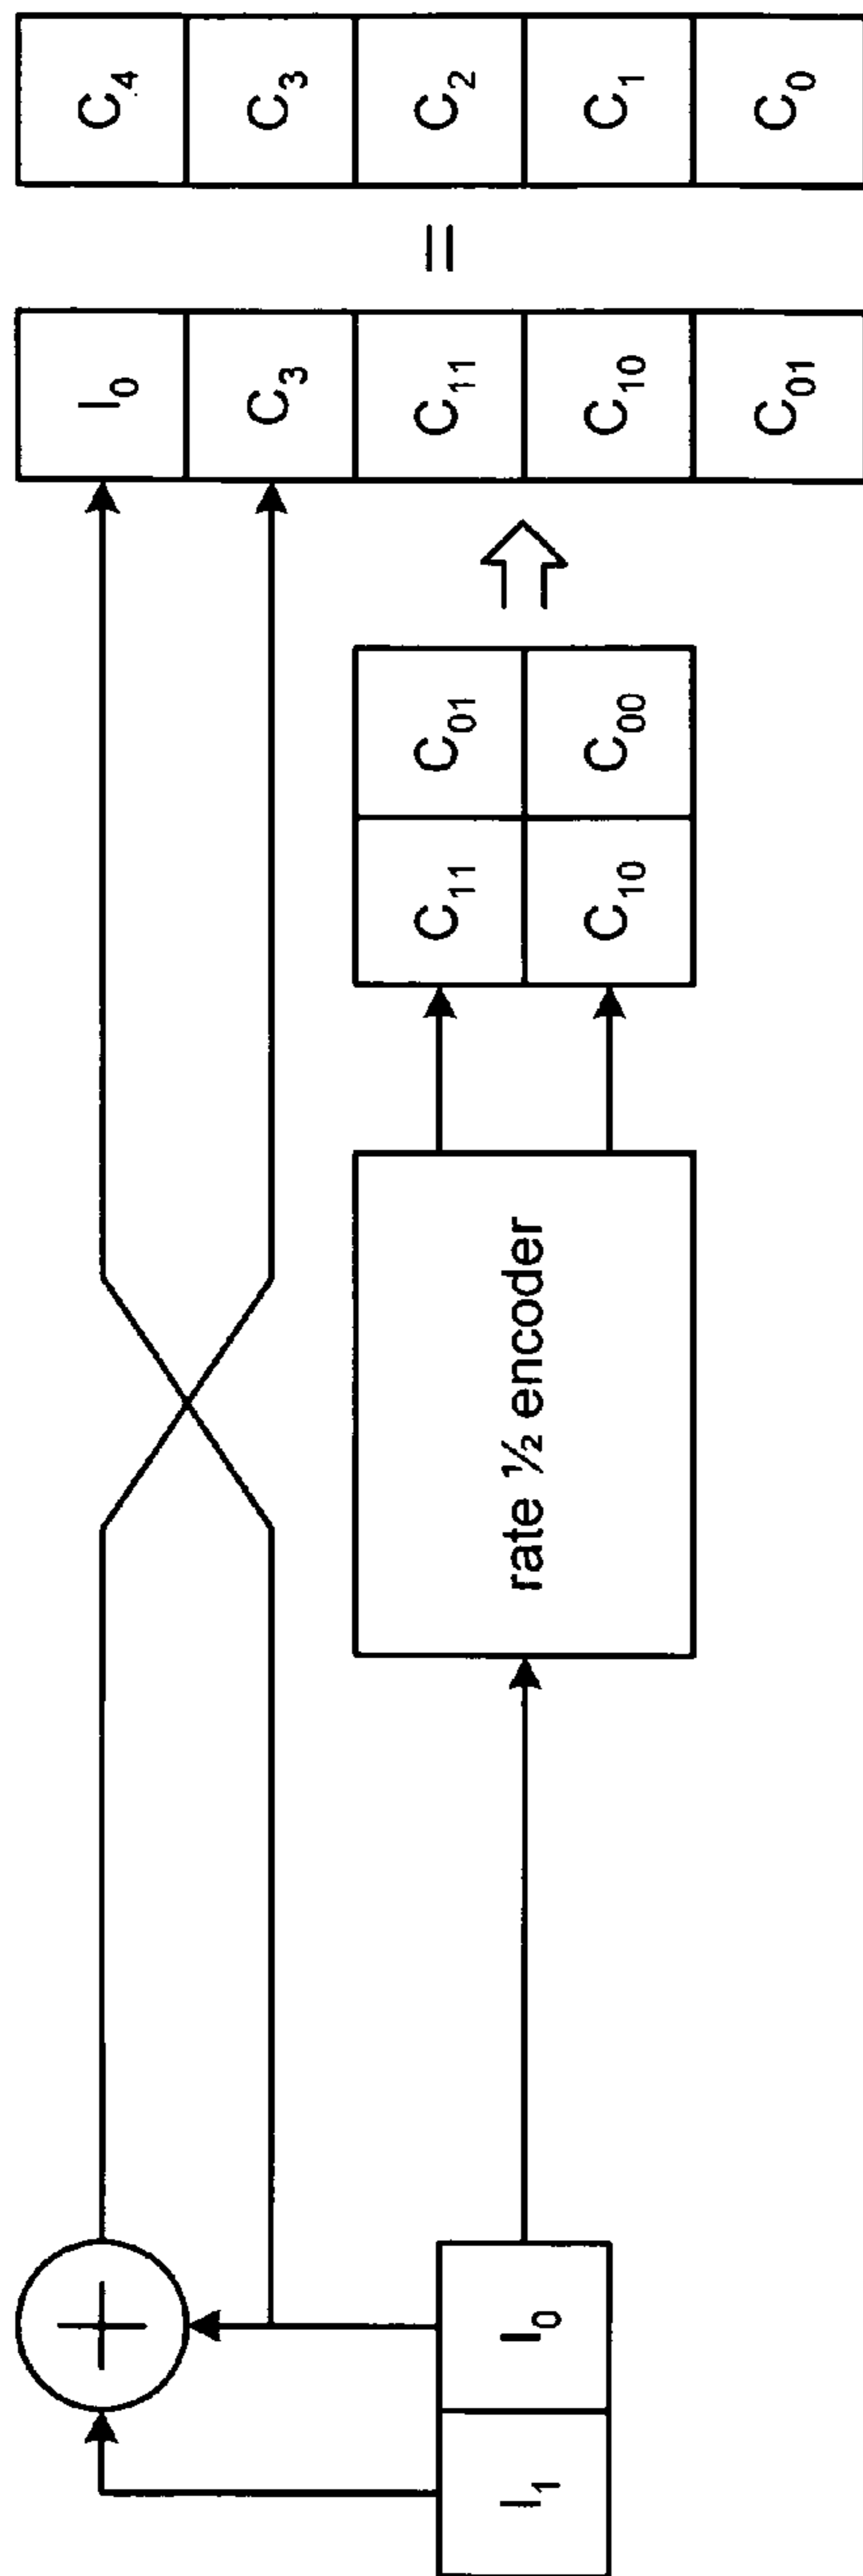 I₁ I₀
rate ½ encoder
C₁₁ C₀₁
C₁₀ C₀₀
I₀
C₃
C₁₁
C₁₀
C₀₁
=
C₄
C₃
C₂
C₁
C₀